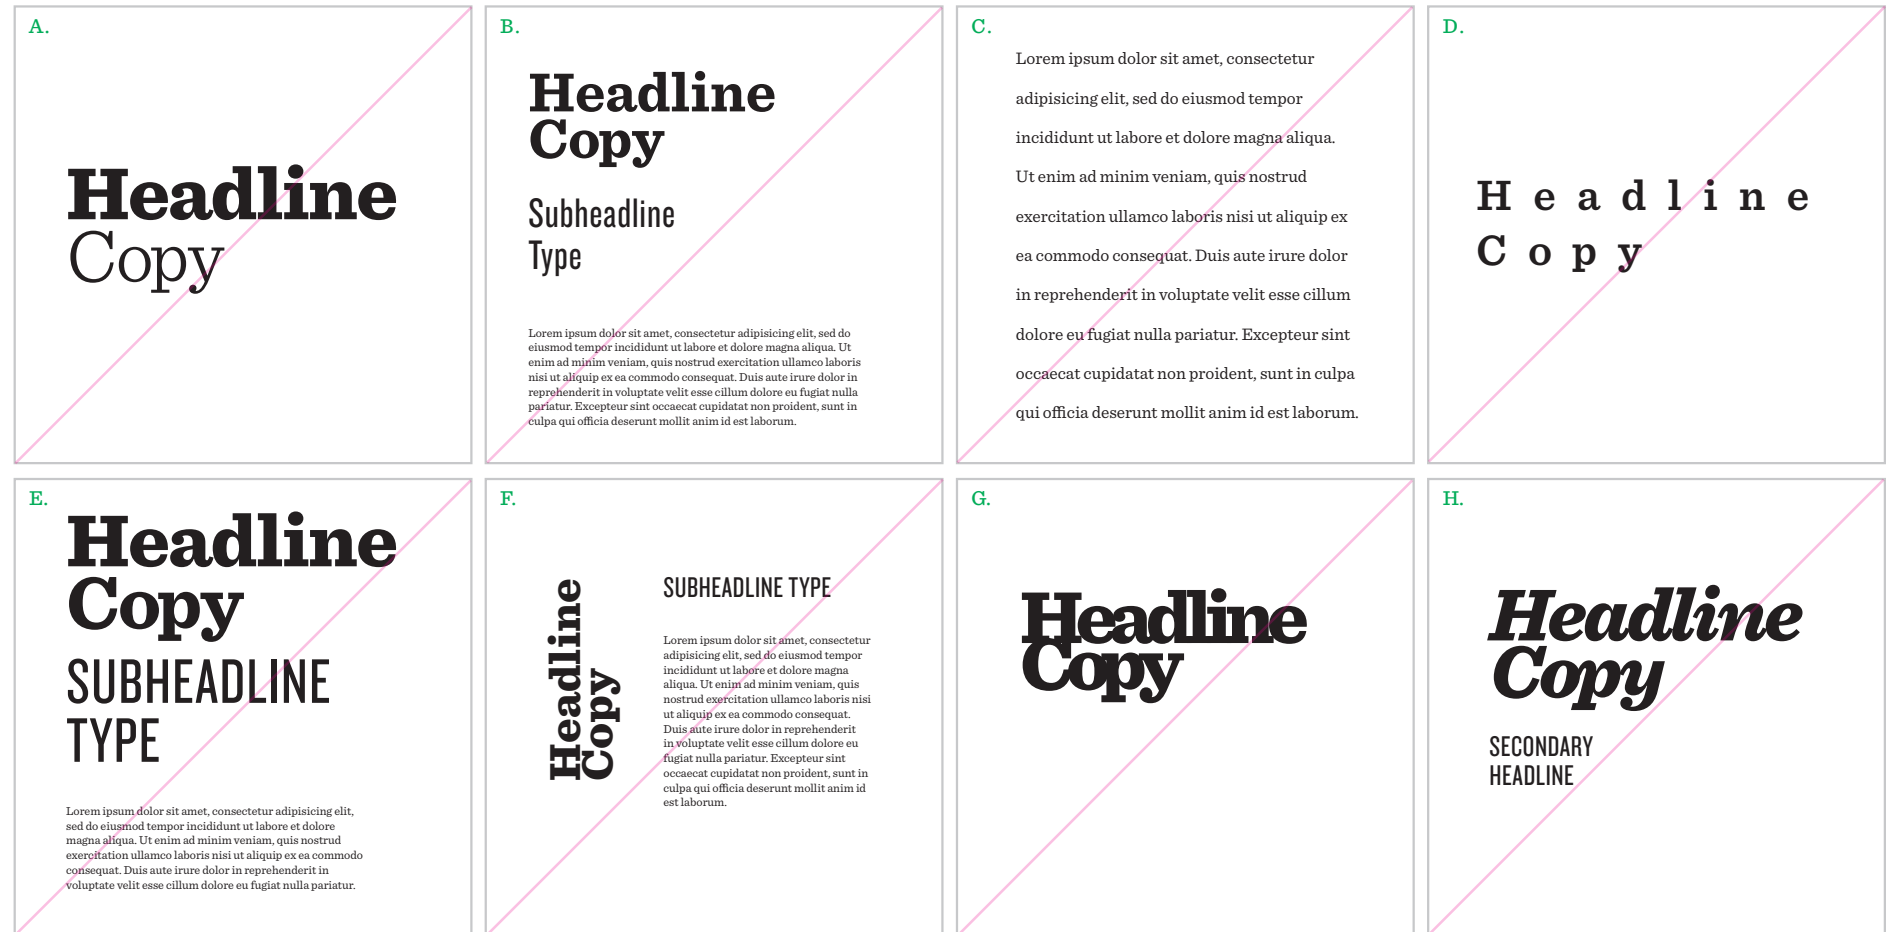 A.
Headline
Copy
B.
Headline
Copy
Subheadline
Type
Lorem ipsum dolor sit amet, consectetur adipisicing elit, sed do
eiusmod tempor incididunt ut labore et dolore magna aliqua. Ut
enim ad minim veniam, quis nostrud exercitation ullamco laboris
nisi ut aliquip ex ea commodo consequat. Duis aute irure dolor in
reprehenderit in voluptate velit esse cillum dolore eu fugiat nulla
pariatur. Excepteur sint occaecat cupidatat non proident, sunt in
culpa qui officia deserunt mollit anim id est laborum.
C.
Lorem ipsum dolor sit amet, consectetur
adipisicing elit, sed do eiusmod tempor
incididunt ut labore et dolore magna aliqua.
Ut enim ad minim veniam, quis nostrud
exercitation ullamco laboris nisi ut aliquip ex
ea commodo consequat. Duis aute irure dolor
in reprehenderit in voluptate velit esse cillum
dolore eu fugiat nulla pariatur. Excepteur sint
occaecat cupidatat non proident, sunt in culpa
qui officia deserunt mollit anim id est laborum.
D.
Headline
Copy
E.
Headline
Copy
SUBHEADLINE
TYPE
Lorem ipsum dolor sit amet, consectetur adipisicing elit,
sed do eiusmod tempor incididunt ut labore et dolore
magna aliqua. Ut enim ad minim veniam, quis nostrud
exercitation ullamco laboris nisi ut aliquip ex ea commodo
consequat. Duis aute irure dolor in reprehenderit in
voluptate velit esse cillum dolore eu fugiat nulla pariatur.
F.
Headline
Copy
SUBHEADLINE TYPE
Lorem ipsum dolor sit amet, consectetur
adipisicing elit, sed do eiusmod tempor
incididunt ut labore et dolore magna
aliqua. Ut enim ad minim veniam, quis
nostrud exercitation ullamco laboris nisi
ut aliquip ex ea commodo consequat.
Duis aute irure dolor in reprehenderit
in voluptate velit esse cillum dolore eu
fugiat nulla pariatur. Excepteur sint
occaecat cupidatat non proident, sunt in
culpa qui officia deserunt mollit anim id
est laborum.
G.
Headline
Copy
H.
Headline
Copy
SECONDARY
HEADLINE